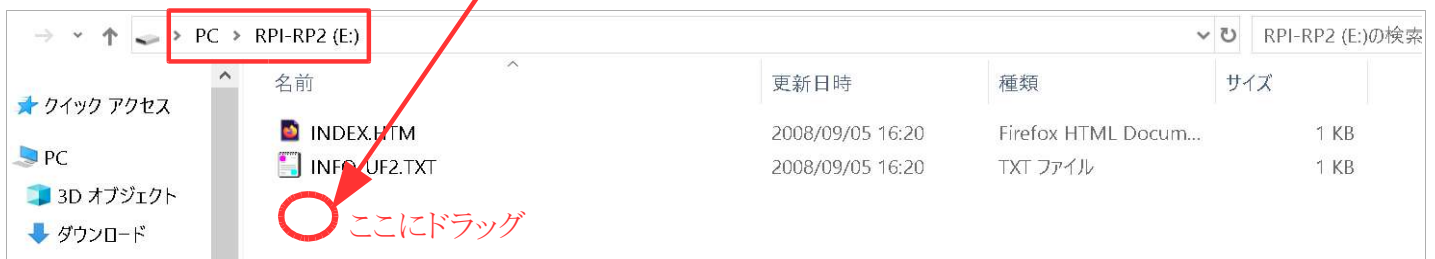 PC > RPI-RP2 (E:)
RPI-RP2 (E:)の検索
名前 更新日時 種類 サイズ
クイック アクセス
INDEX.HTM 2008/09/05 16:20 Firefox HTML Docum... 1 KB
PC
INFO_UF2.TXT 2008/09/05 16:20 TXT ファイル 1 KB
3D オブジェクト
ここにドラッグ
ダウンロード